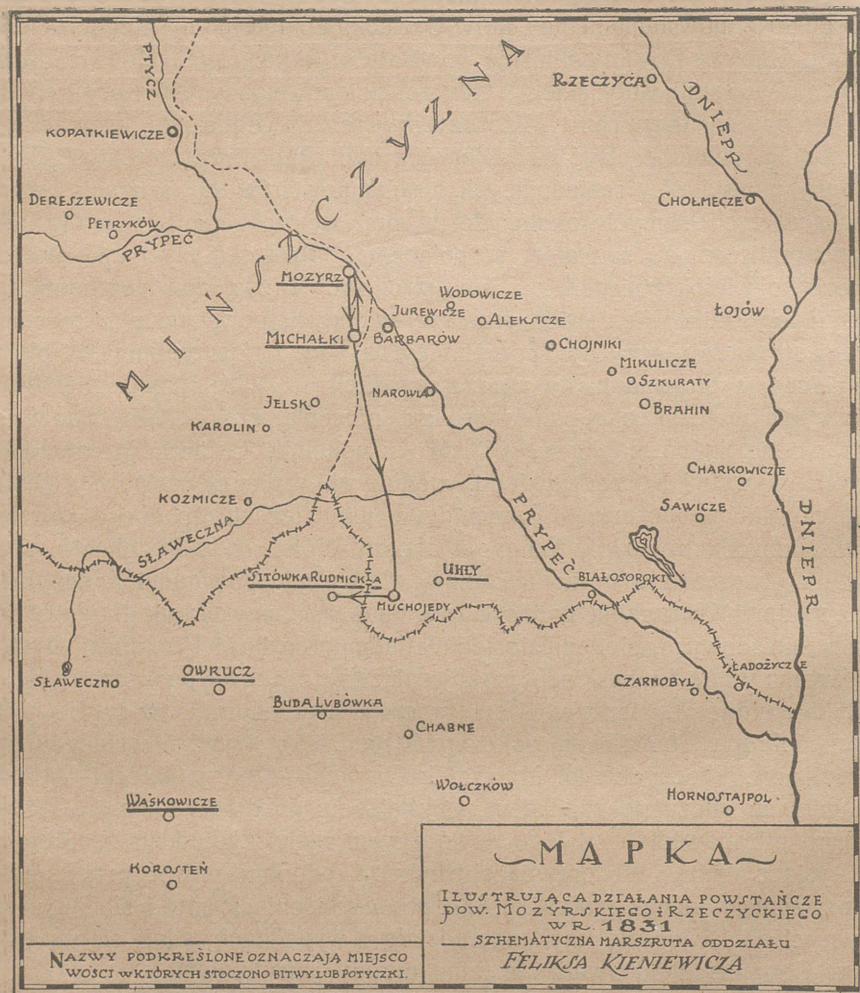 PTYCZ
MIŃSZCZYZNA
RZECZYCA
DNIEPR
KOPATKIEWICZE
DERESZEWICZE
PETRYKÓW
PRYPEĆ
CHOŁMECZE
MOZYRZ
WODOWICZE
JUREWICZE
ALEKSICZE
ŁOJÓW
MICHAŁKI
BARBARÓW
CHOJNIKI
MIKULICZE
SZKURATY
NAROWLA
BRAHIN
JELSK
KAROLIN
CHARKOWICZE
KOZMICZE
SAWICZE
SŁAWECZNA
PRYPEĆ
DNIEPR
SITÓWKA RUDNICKA
UHŁY
BIAŁOSOROKI
MUCHOJEDY
SŁAWECZNO
OWRUCZ
ŁADOŻYCZE
CZARNOBYL
BUDA LUBÓWKA
CHABNE
WAŚKOWICZE
WOŁCZKÓW
HORNOSTAJPOL
KOROSTEŃ
MAPKA
ILUSTRUJĄCA DZIAŁANIA POWSTAŃCZE
POW. MOZYRSKIEGO i RZECZYCKIEGO
W R. 1831
SZHEMATYCZNA MARSZRUTA ODDZIAŁU
FELIKSA KIENIEWICZA
NAZWY PODKREŚLONE OZNACZAJĄ MIEJSCO
WOŚCI W KTÓRYCH STOCZONO BITWY LUB POTYCZKI.